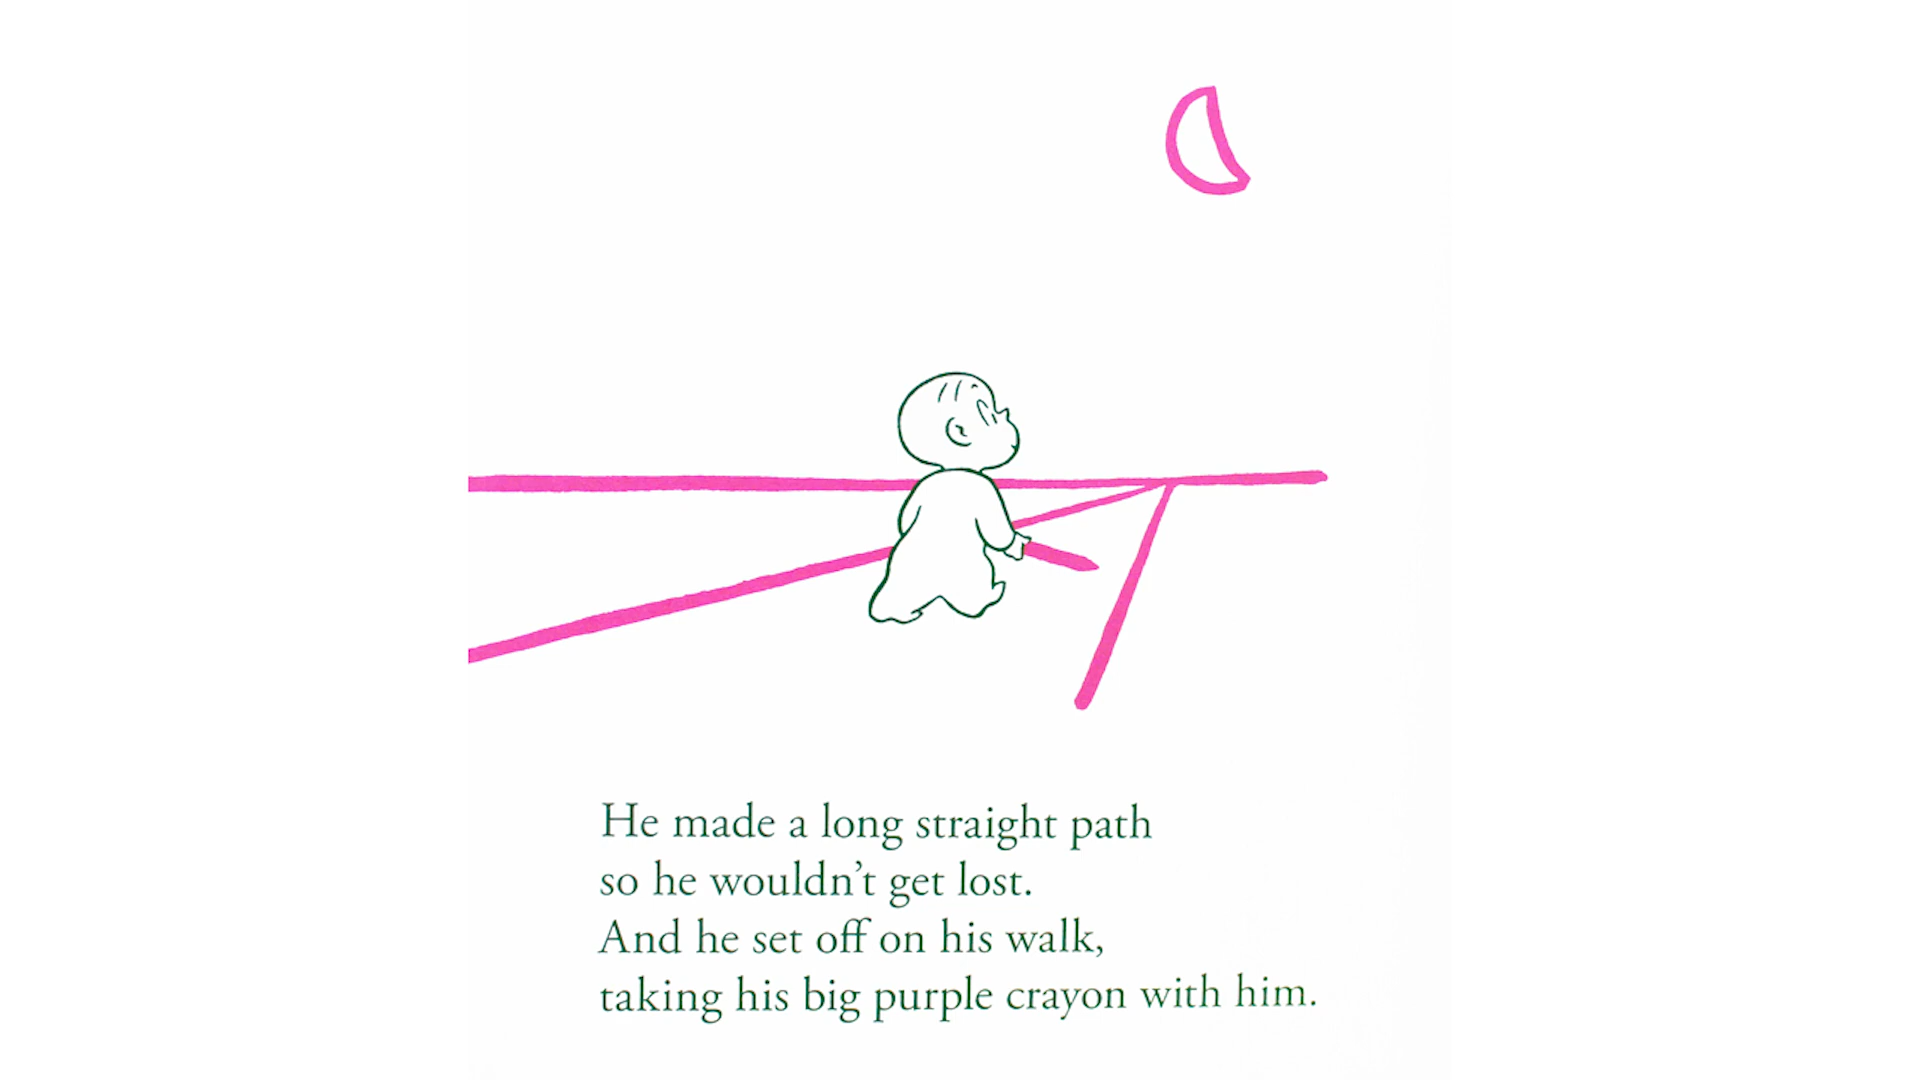 He made a long straight path
so he wouldn’t get lost.
And he set off on his walk,
taking his big purple crayon with him.